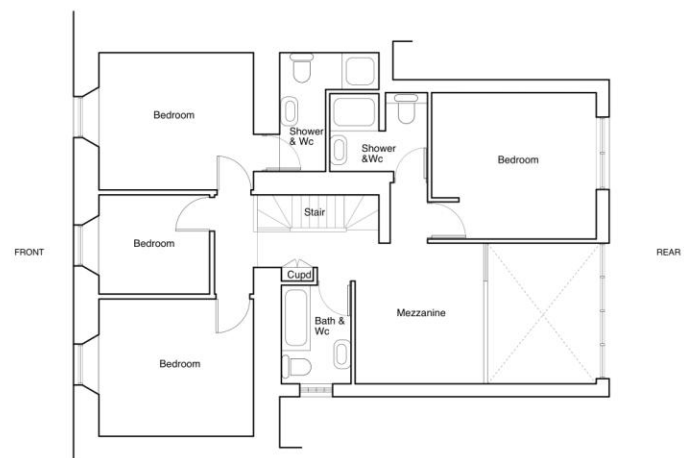 Bedroom
Shower
& Wc
Shower
&Wc
Bedroom
Stair
Bedroom
FRONT
REAR
Cupd
Mezzanine
Bath &
Wc
Bedroom